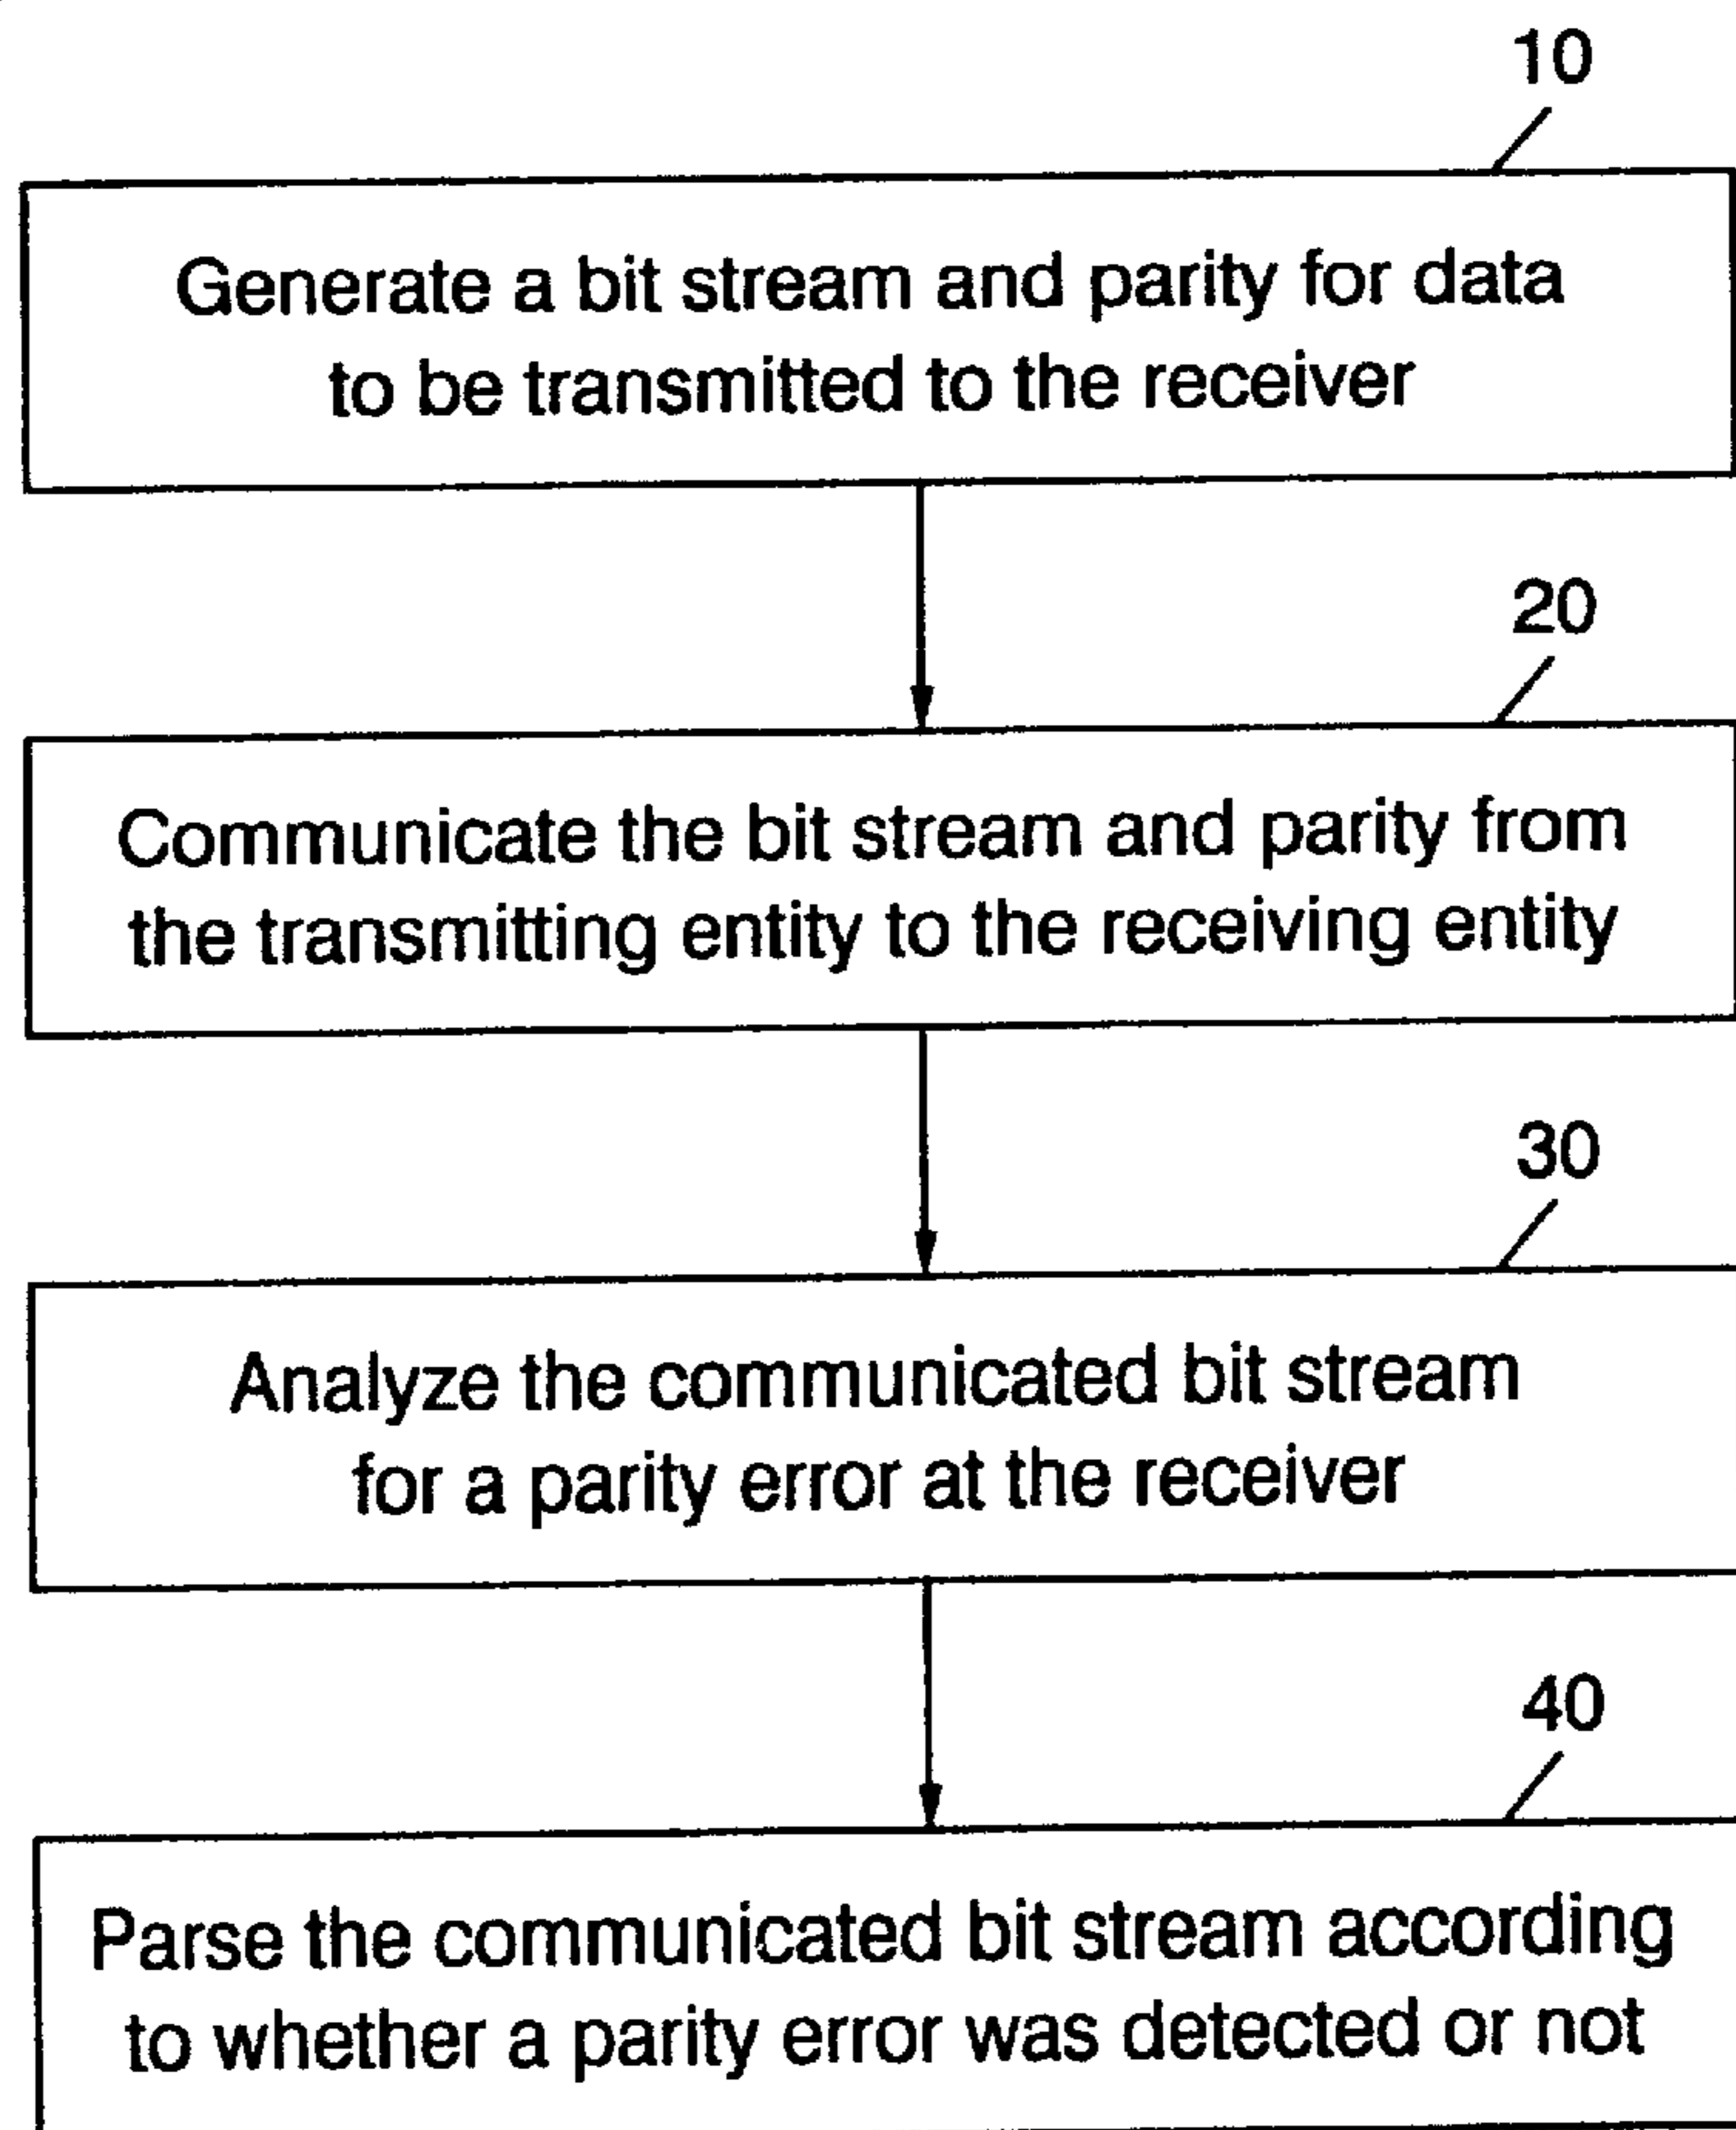 10
Generate a bit stream and parity for data
to be transmitted to the receiver
20
Communicate the bit stream and parity from
the transmitting entity to the receiving entity
30
Analyze the communicated bit stream
for a parity error at the receiver
40
Parse the communicated bit stream according
to whether a parity error was detected or not